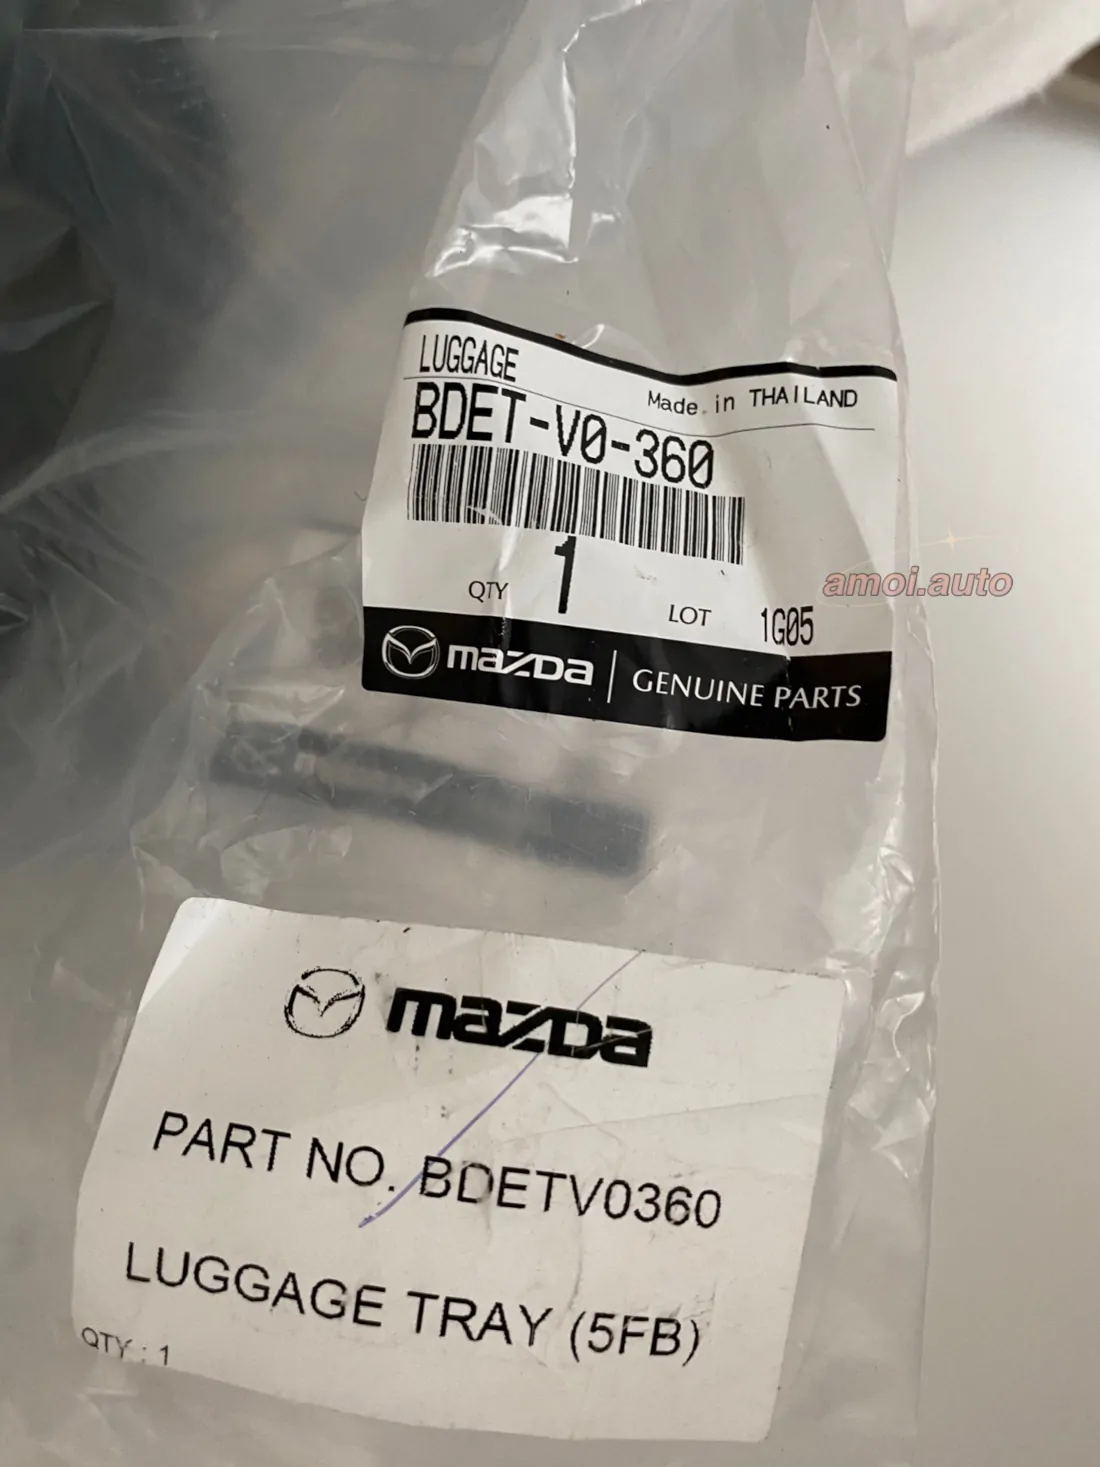 LUGGAGE
Made in THAILAND
BDET-V0-360
QTY 1
LOT 1G05
mazda | GENUINE PARTS
amoi.auto
mazda
PART NO. BDETV0360
LUGGAGE TRAY (5FB)
QTY : 1